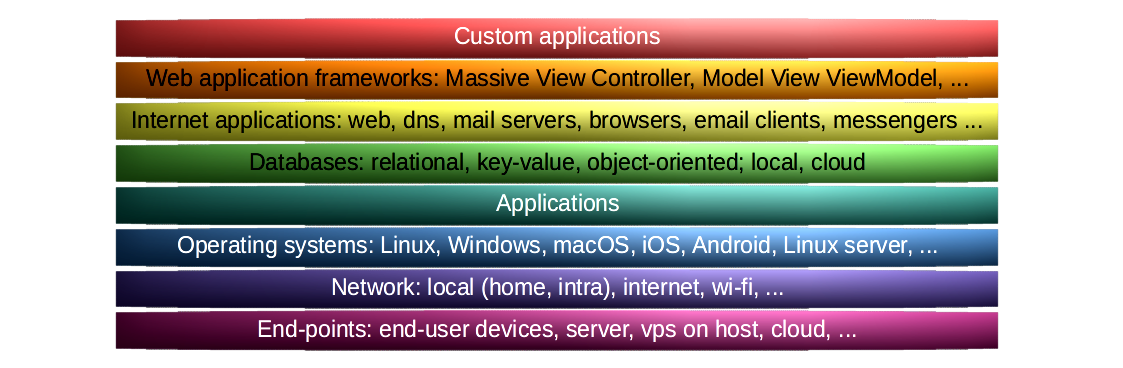 Custom applications
Web application frameworks: Massive View Controller, Model View ViewModel, ...
Internet applications: web, dns, mail servers, browsers, email clients, messengers ...
Databases: relational, key-value, object-oriented; local, cloud
Applications
Operating systems: Linux, Windows, macOS, iOS, Android, Linux server, ...
Network: local (home, intra), internet, wi-fi, ...
End-points: end-user devices, server, vps on host, cloud, ...